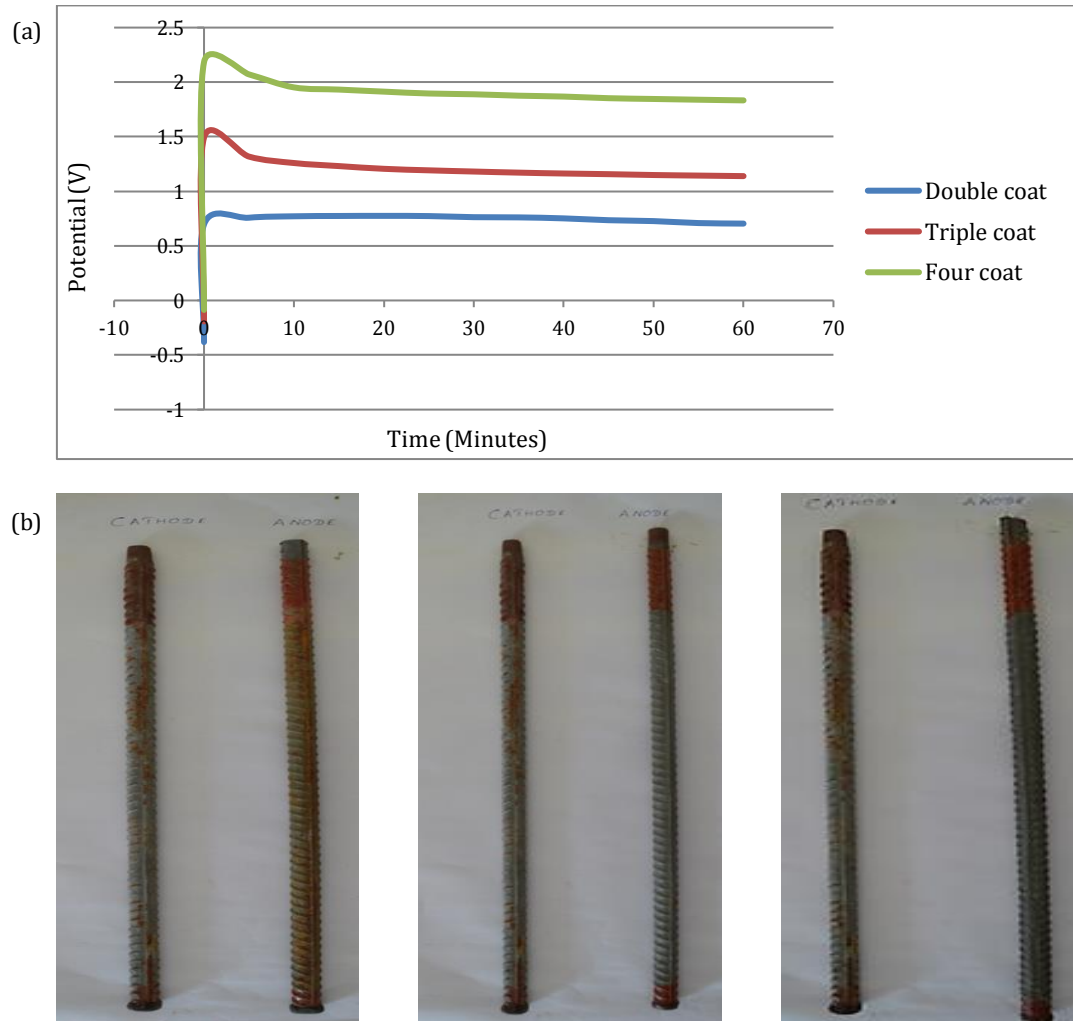 (a)
2.5
2
1.5
1
0.5
0
-0.5
-1
-10
0
10
20
30
40
50
60
70
Potential (V)
Time (Minutes)
Double coat
Triple coat
Four coat
(b)
CATHODE ANODE
CATHODE ANODE
CATHODE ANODE